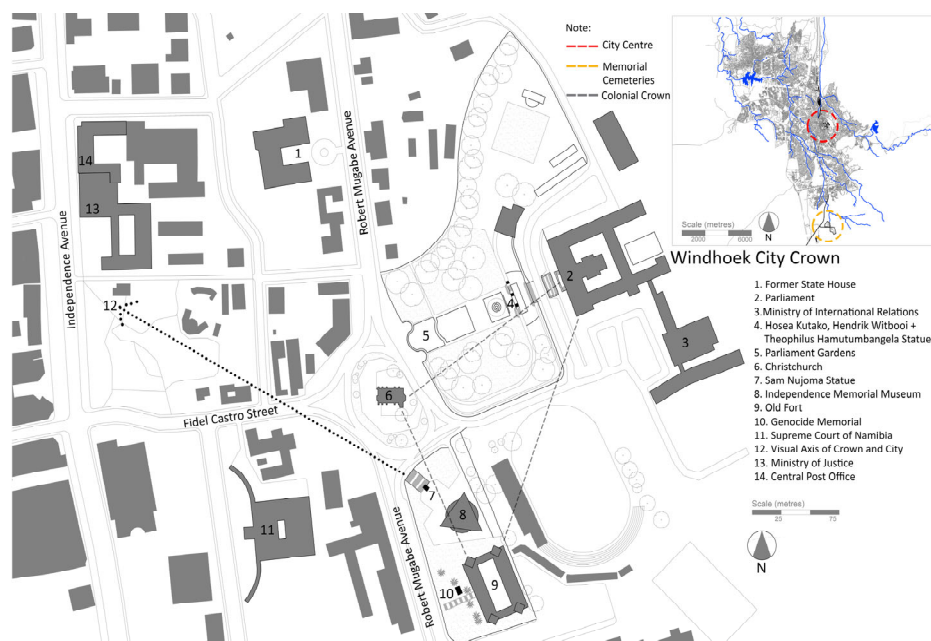 Note:
City Centre
Memorial
Cemeteries
Colonial Crown
Scale (metres)
2000 6000
N
Windhoek City Crown
1. Former State House
2. Parliament
3. Ministry of International Relations
4. Hosea Kutako, Hendrik Witbooi +
Theophilus Hamutumbangela Statue
5. Parliament Gardens
6. Christchurch
7. Sam Nujoma Statue
8. Independence Memorial Museum
9. Old Fort
10. Genocide Memorial
11. Supreme Court of Namibia
12. Visual Axis of Crown and City
13. Ministry of Justice
14. Central Post Office
Scale (metres)
25 75
N
Independence Avenue
Robert Mugabe Avenue
Fidel Castro Street
Robert Mugabe Avenue
14
1
13
2
12
4
5
3
6
7
8
11
9
10